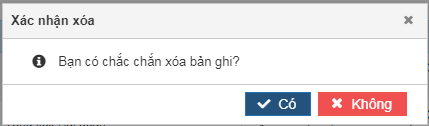 Xác nhận xóa
Bạn có chắc chắn xóa bản ghi?
Có Không